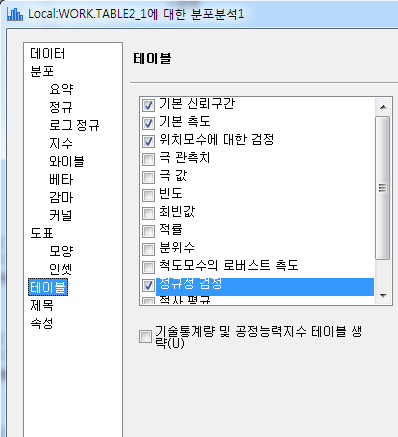 Local:WORK.TABLE2_1에 대한 분포분석1
데이터
분포
요약
정규
로그 정규
지수
와이블
베타
감마
커널
도표
모양
인셋
테이블
제목
속성
테이블
기본 신뢰구간
기본 측도
위치모수에 대한 검정
극 관측치
극 값
빈도
최빈값
적률
분위수
척도모수의 로버스트 측도
정규성 검정
절사 평균
기술통계량 및 공정능력지수 테이블 생
략(U)